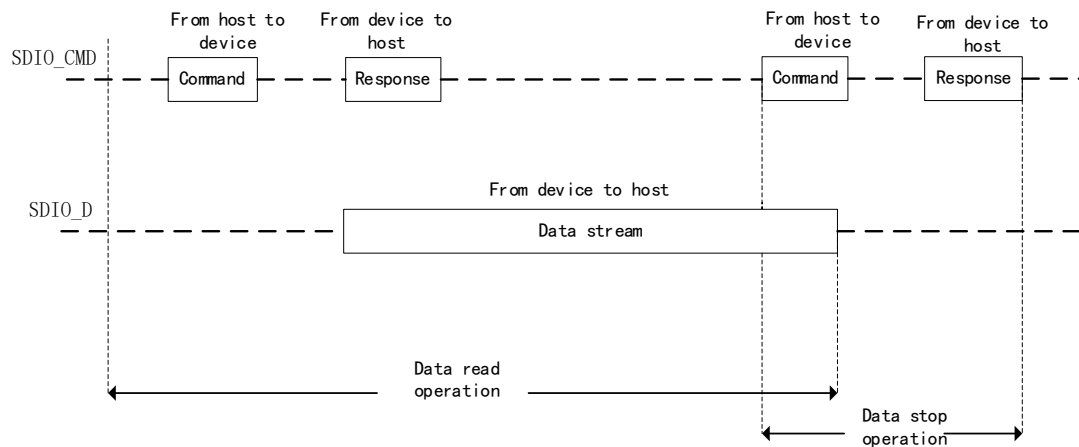 From host to
device
From device to
host
From host to
device
From device to
host
SDIO_CMD
Command
Response
Command
Response
From device to host
SDIO_D
Data stream
Data read
operation
Data stop
operation